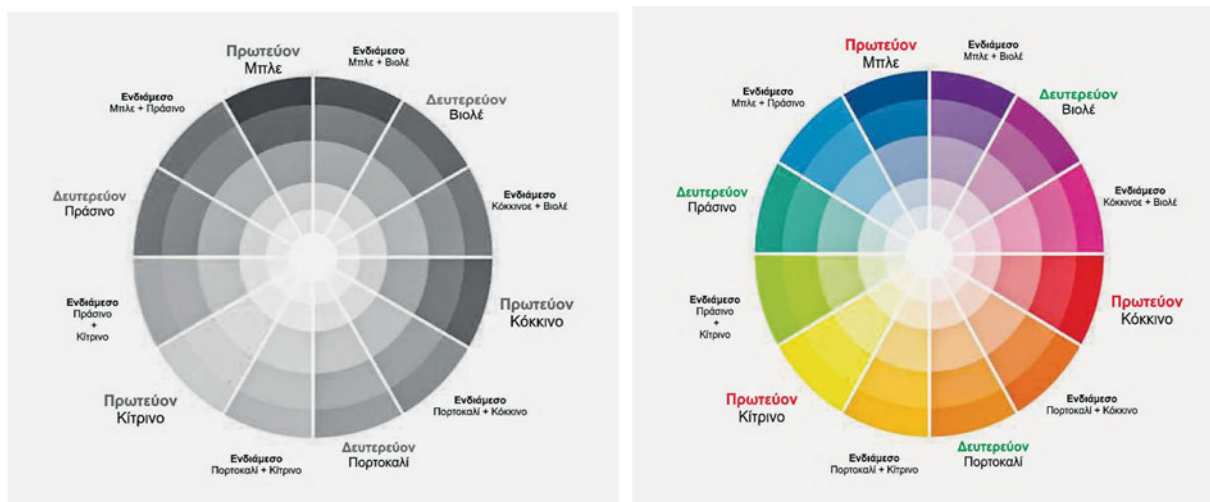 Πρωτεύον
Μπλε
Ενδιάμεσο
Μπλε + Βιολέ
Δευτερεύον
Βιολέ
Ενδιάμεσο
Κόκκινοε + Βιολέ
Πρωτεύον
Κόκκινο
Ενδιάμεσο
Πορτοκαλί + Κόκκινο
Δευτερεύον
Πορτοκαλί
Ενδιάμεσο
Πορτοκαλί + Κίτρινο
Πρωτεύον
Κίτρινο
Ενδιάμεσο
Πράσινο
+
Κίτρινο
Δευτερεύον
Πράσινο
Ενδιάμεσο
Μπλε + Πράσινο
Πρωτεύον
Μπλε
Ενδιάμεσο
Μπλε + Βιολέ
Δευτερεύον
Βιολέ
Ενδιάμεσο
Κόκκινοε + Βιολέ
Πρωτεύον
Κόκκινο
Ενδιάμεσο
Πορτοκαλί + Κόκκινο
Δευτερεύον
Πορτοκαλί
Ενδιάμεσο
Πορτοκαλί + Κίτρινο
Πρωτεύον
Κίτρινο
Ενδιάμεσο
Πράσινο
+
Κίτρινο
Δευτερεύον
Πράσινο
Ενδιάμεσο
Μπλε + Πράσινο